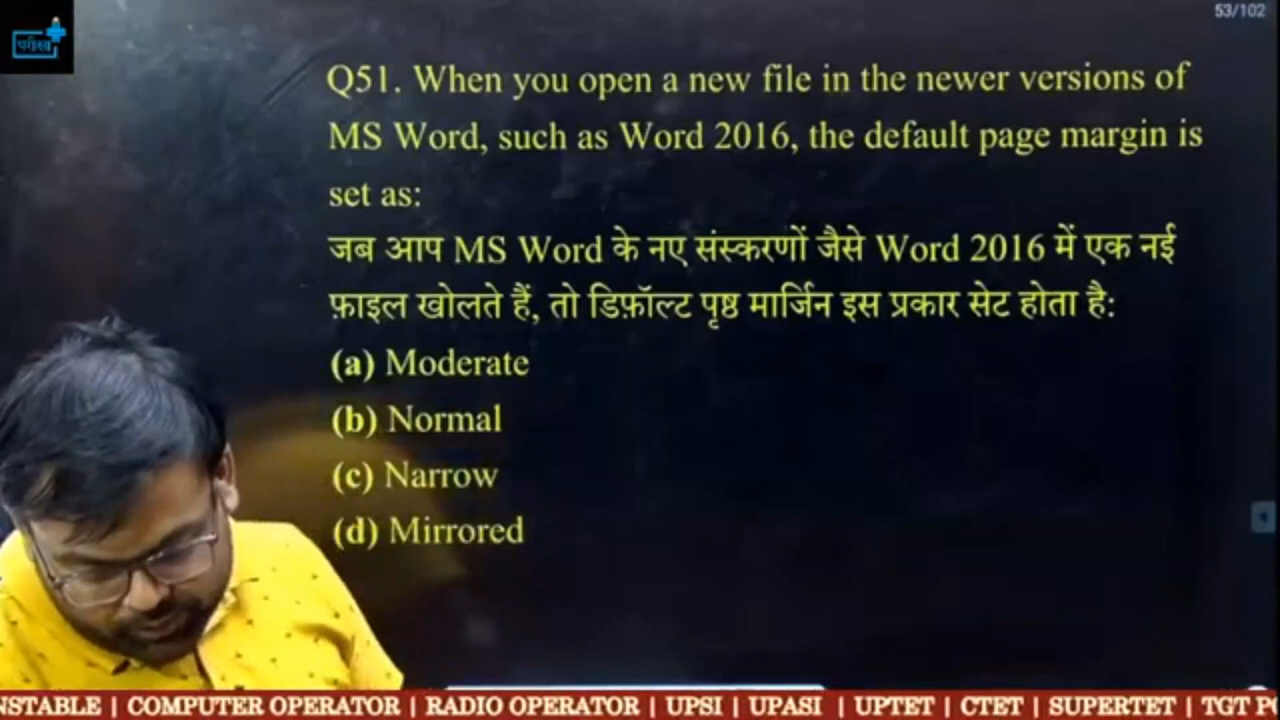 53/102
परीक्षा
Q51. When you open a new file in the newer versions of
MS Word, such as Word 2016, the default page margin is
set as:
जब आप MS Word के नए संस्करणों जैसे Word 2016 में एक नई
फ़ाइल खोलते हैं, तो डिफ़ॉल्ट पृष्ठ मार्जिन इस प्रकार सेट होता है:
(a) Moderate
(b) Normal
(c) Narrow
(d) Mirrored
NSTABLE | COMPUTER OPERATOR | RADIO OPERATOR | UPSI | UPASI | UPTET | CTET | SUPERTET | TGT P